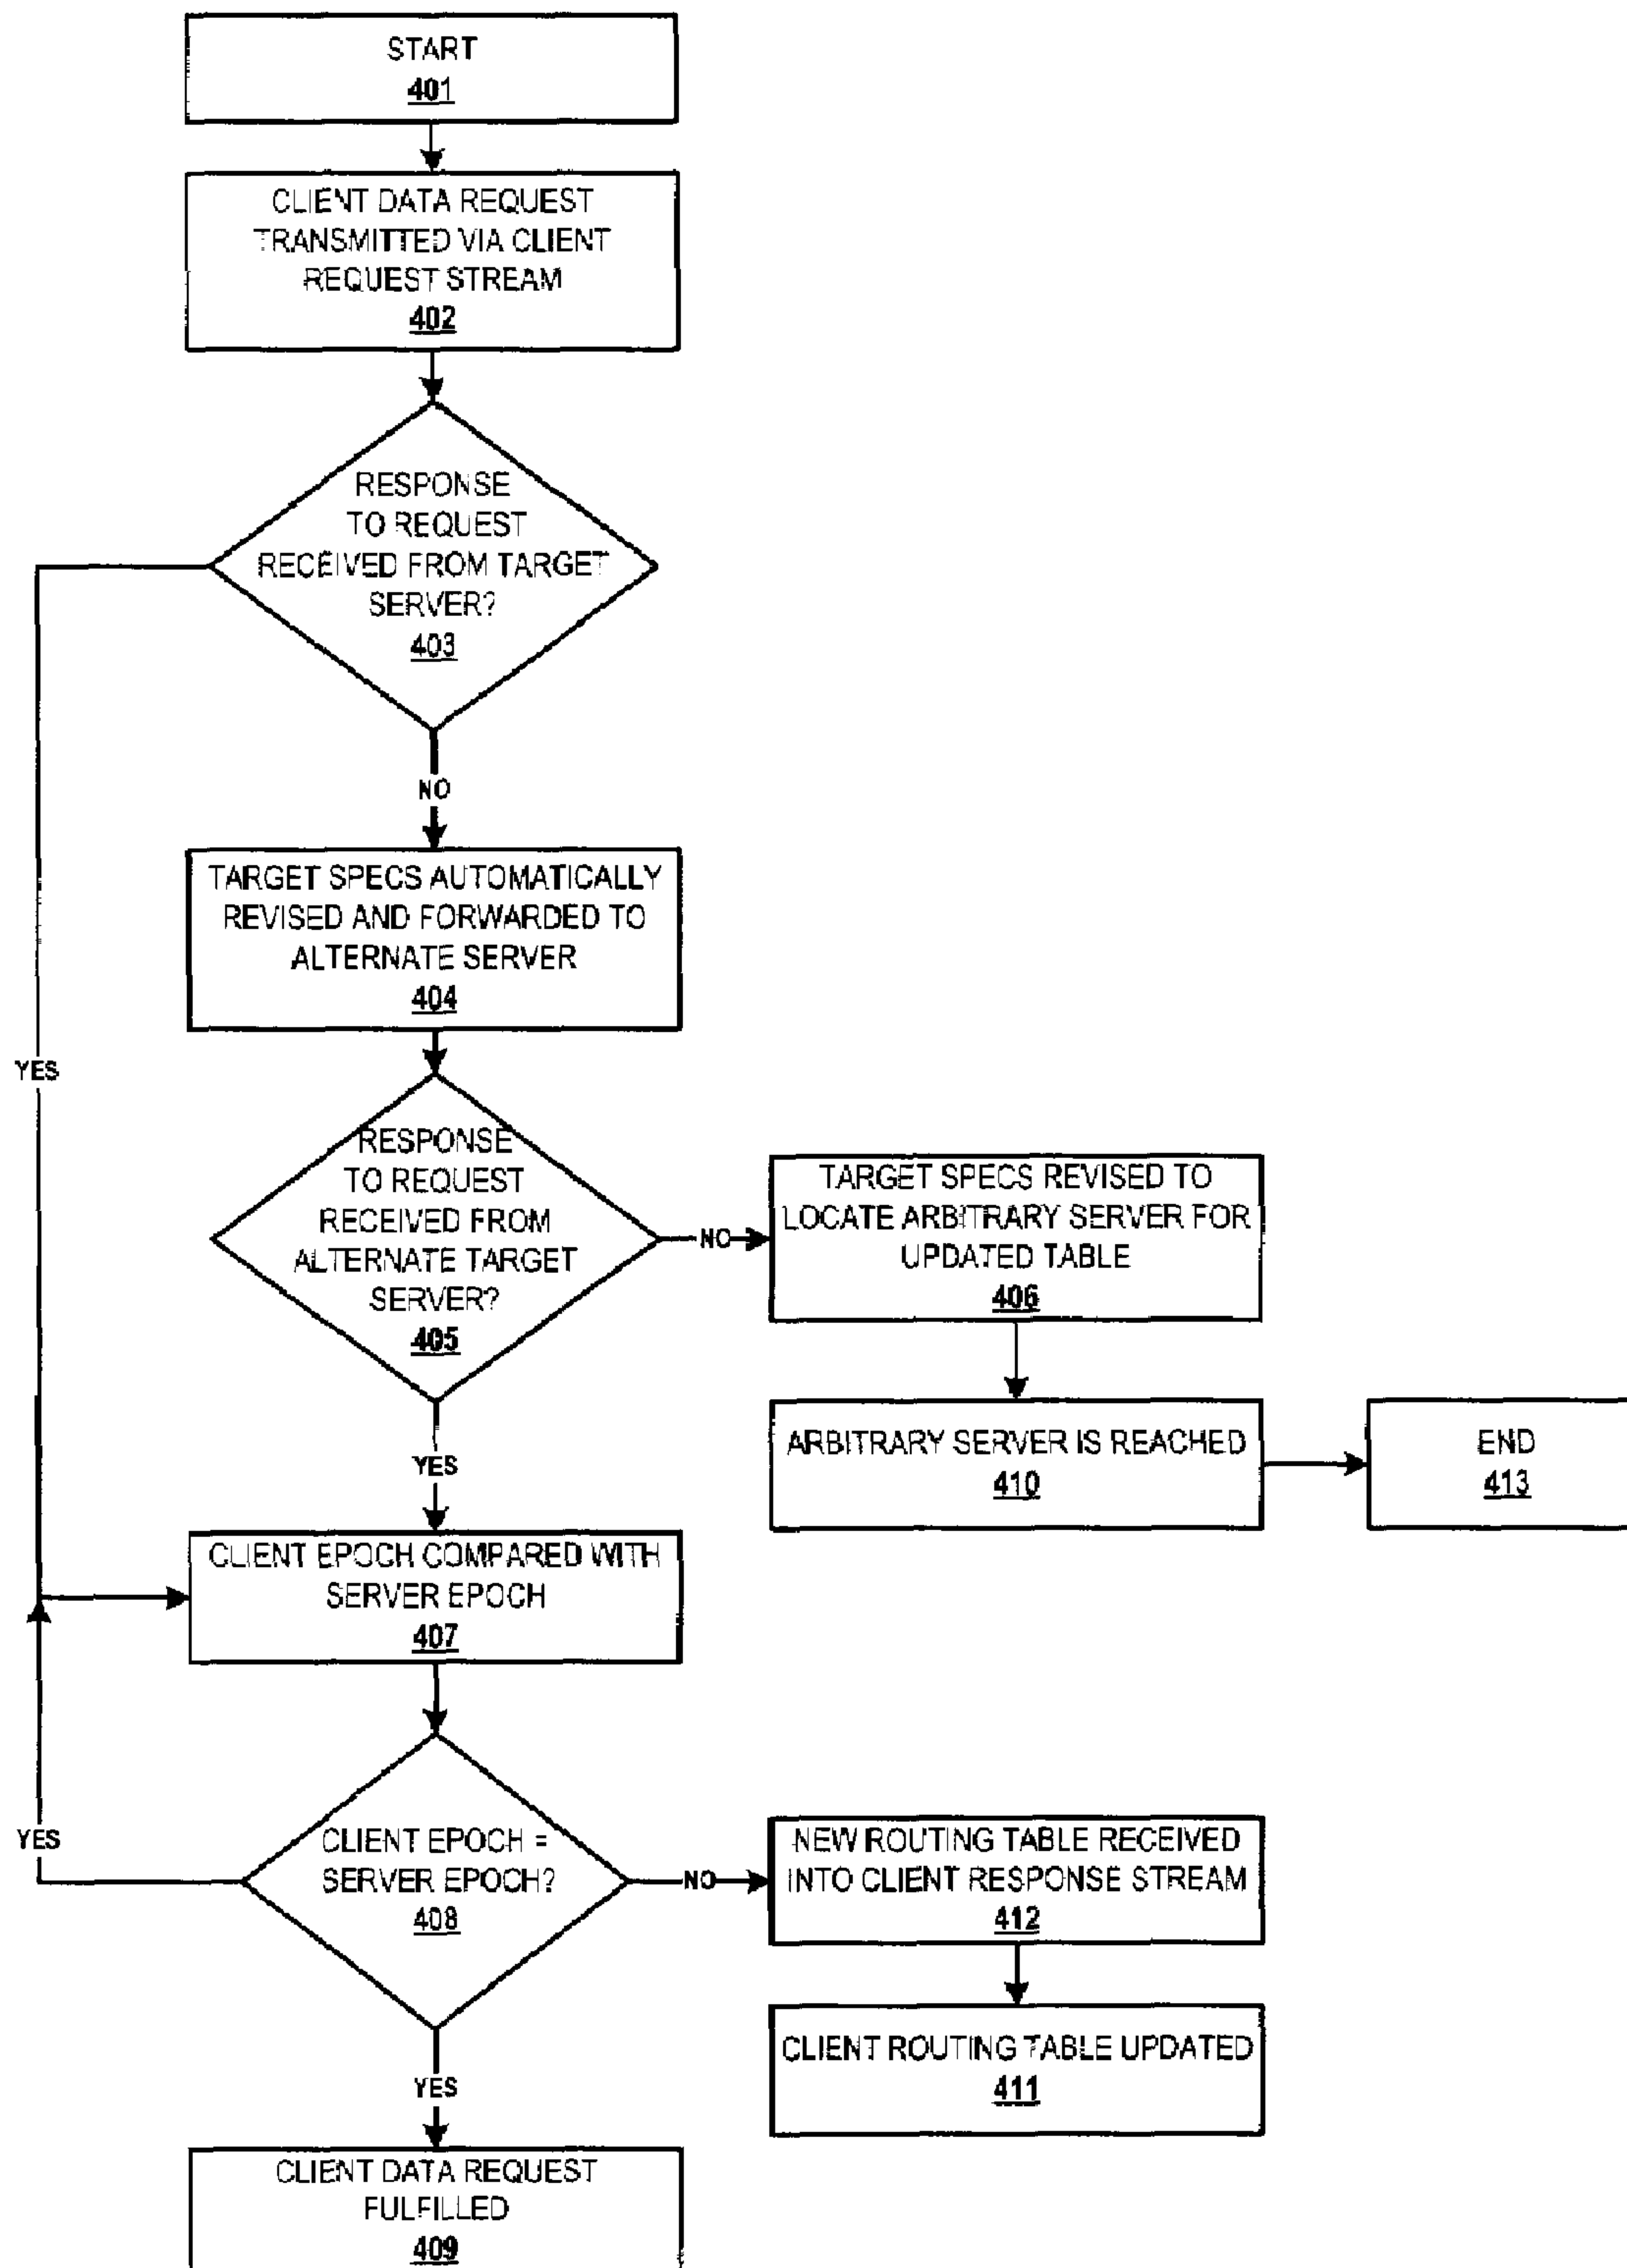 START
401
CLIENT DATA REQUEST
TRANSMITTED VIA CLIENT
REQUEST STREAM
402
RESPONSE
TO REQUEST
RECEIVED FROM TARGET
SERVER?
403
NO
TARGET SPECS AUTOMATICALLY
REVISED AND FORWARDED TO
ALTERNATE SERVER
404
YES
RESPONSE
TO REQUEST
RECEIVED FROM
ALTERNATE TARGET
SERVER?
405
NO
TARGET SPECS REVISED TO
LOCATE ARBITRARY SERVER FOR
UPDATED TABLE
406
ARBITRARY SERVER IS REACHED
410
END
413
YES
CLIENT EPOCH COMPARED WITH
SERVER EPOCH
407
YES
CLIENT EPOCH =
SERVER EPOCH?
408
NO
NEW ROUTING TABLE RECEIVED
INTO CLIENT RESPONSE STREAM
412
CLIENT ROUTING TABLE UPDATED
411
YES
CLIENT DATA REQUEST
FULFILLED
409